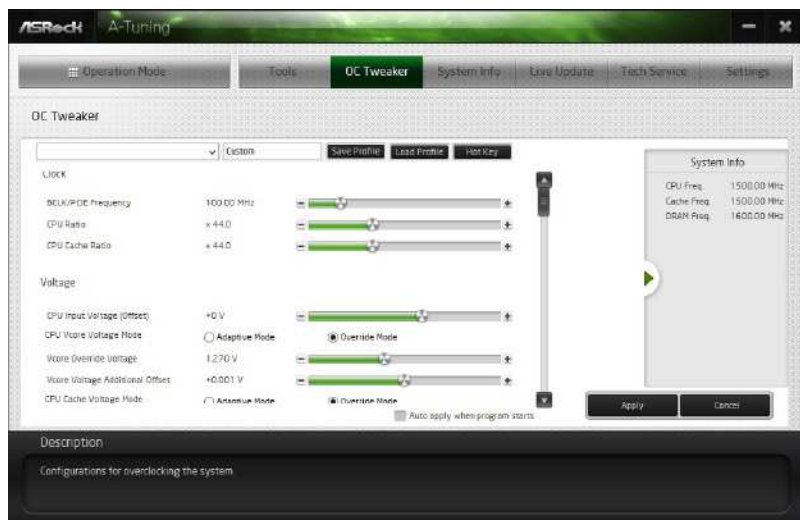 ASRock A-Tuning
Operation Mode Tools OC Tweaker System Info Live Update Tech Service Settings
OC Tweaker
Custom Save Profile Load Profile Hot Key
Clock
BCLK/PCIE Frequency 100.00 MHz
CPU Ratio x 44.0
CPU Cache Ratio x 44.0
Voltage
CPU Input Voltage (Offset) +0 V
CPU Vcore Voltage Mode Adaptive Mode Override Mode
Vcore Override Voltage 1.270 V
Vcore Voltage Additional Offset +0.001 V
CPU Cache Voltage Mode Adaptive Mode Override Mode
Auto apply when program starts
System Info
CPU Freq. 1500.00 MHz
Cache Freq. 1500.00 MHz
DRAM Freq. 1600.00 MHz
Apply Cancel
Description
Configurations for overclocking the system